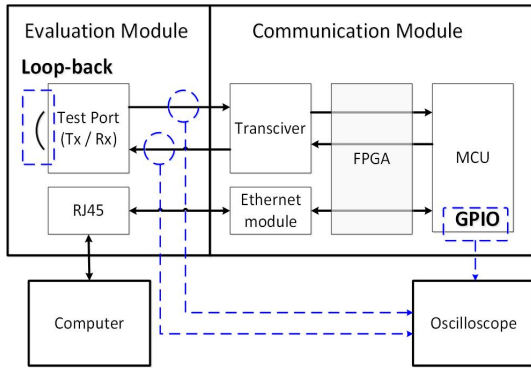 Evaluation Module
Communication Module
Loop-back
Test Port
(Tx / Rx)
Transciver
FPGA
MCU
RJ45
Ethernet
module
GPIO
Computer
Oscilloscope